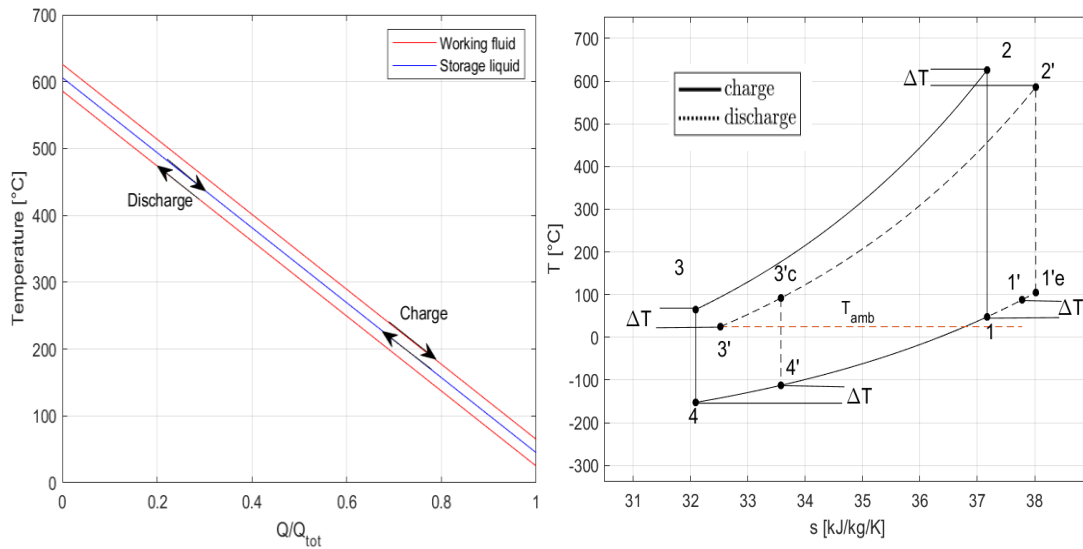 700
600
500
400
300
200
100
0
0
0.2
0.4
0.6
0.8
1
Temperature [°C]
Q/Qtot
Working fluid
Storage liquid
Discharge
Charge
700
600
500
400
300
200
100
0
-100
-200
-300
31
32
33
34
35
36
37
38
T [°C]
s [kJ/kg/K]
charge
discharge
2
ΔT
2'
3
3'c
1'
1'e
ΔT
Tamb
1
ΔT
3'
4'
ΔT
4